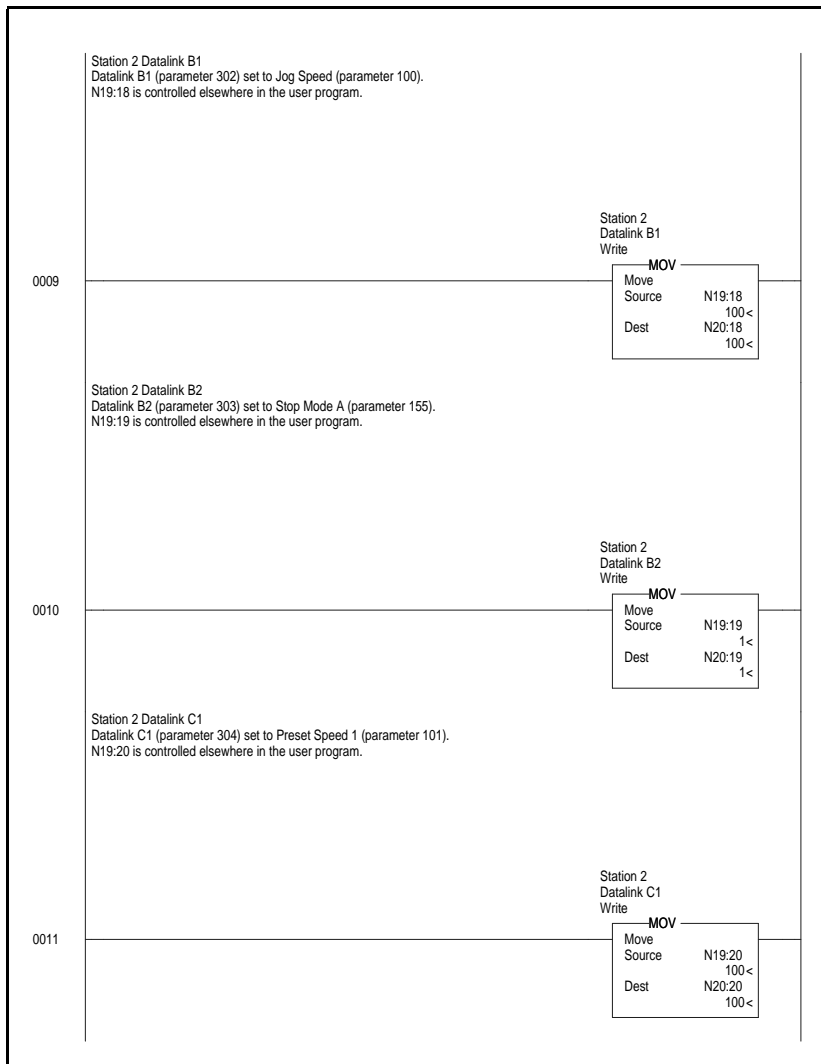 Station 2 Datalink B1
Datalink B1 (parameter 302) set to Jog Speed (parameter 100).
N19:18 is controlled elsewhere in the user program.
Station 2
Datalink B1
Write
MOV
0009
Move
Source N19:18
100<
Dest N20:18
100<
Station 2 Datalink B2
Datalink B2 (parameter 303) set to Stop Mode A (parameter 155).
N19:19 is controlled elsewhere in the user program.
Station 2
Datalink B2
Write
MOV
0010
Move
Source N19:19
1<
Dest N20:19
1<
Station 2 Datalink C1
Datalink C1 (parameter 304) set to Preset Speed 1 (parameter 101).
N19:20 is controlled elsewhere in the user program.
Station 2
Datalink C1
Write
MOV
0011
Move
Source N19:20
100<
Dest N20:20
100<